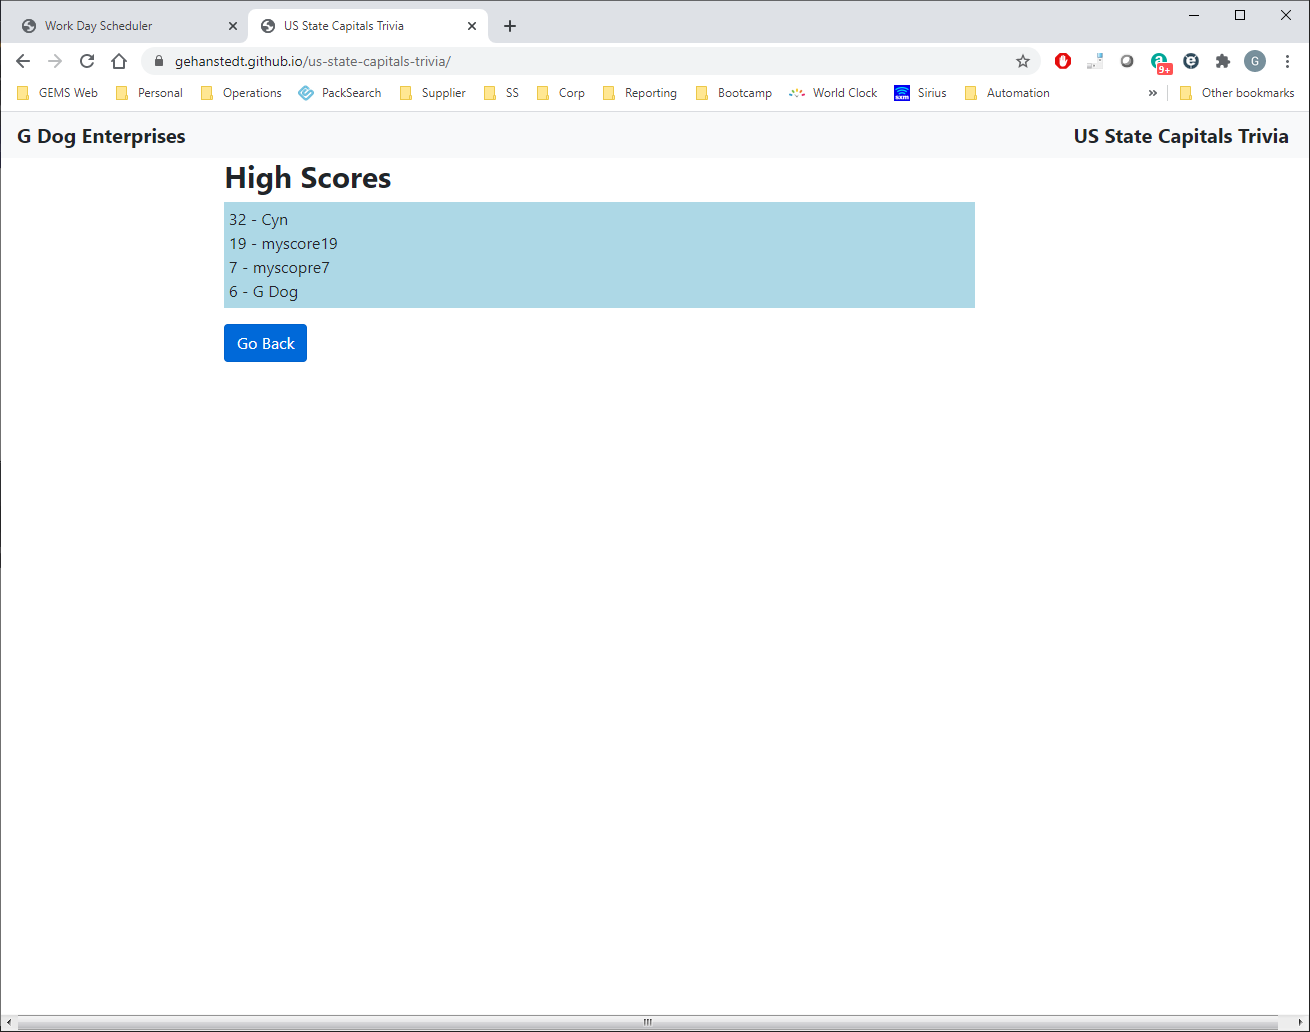 Work Day Scheduler
US State Capitals Trivia
gehanstedt.github.io/us-state-capitals-trivia/
9+
G
GEMS Web
Personal
Operations
PackSearch
Supplier
SS
Corp
Reporting
Bootcamp
World Clock
Sirius
Automation
»
Other bookmarks
G Dog Enterprises
US State Capitals Trivia
High Scores
32 - Cyn
19 - myscore19
7 - myscopre7
6 - G Dog
Go Back